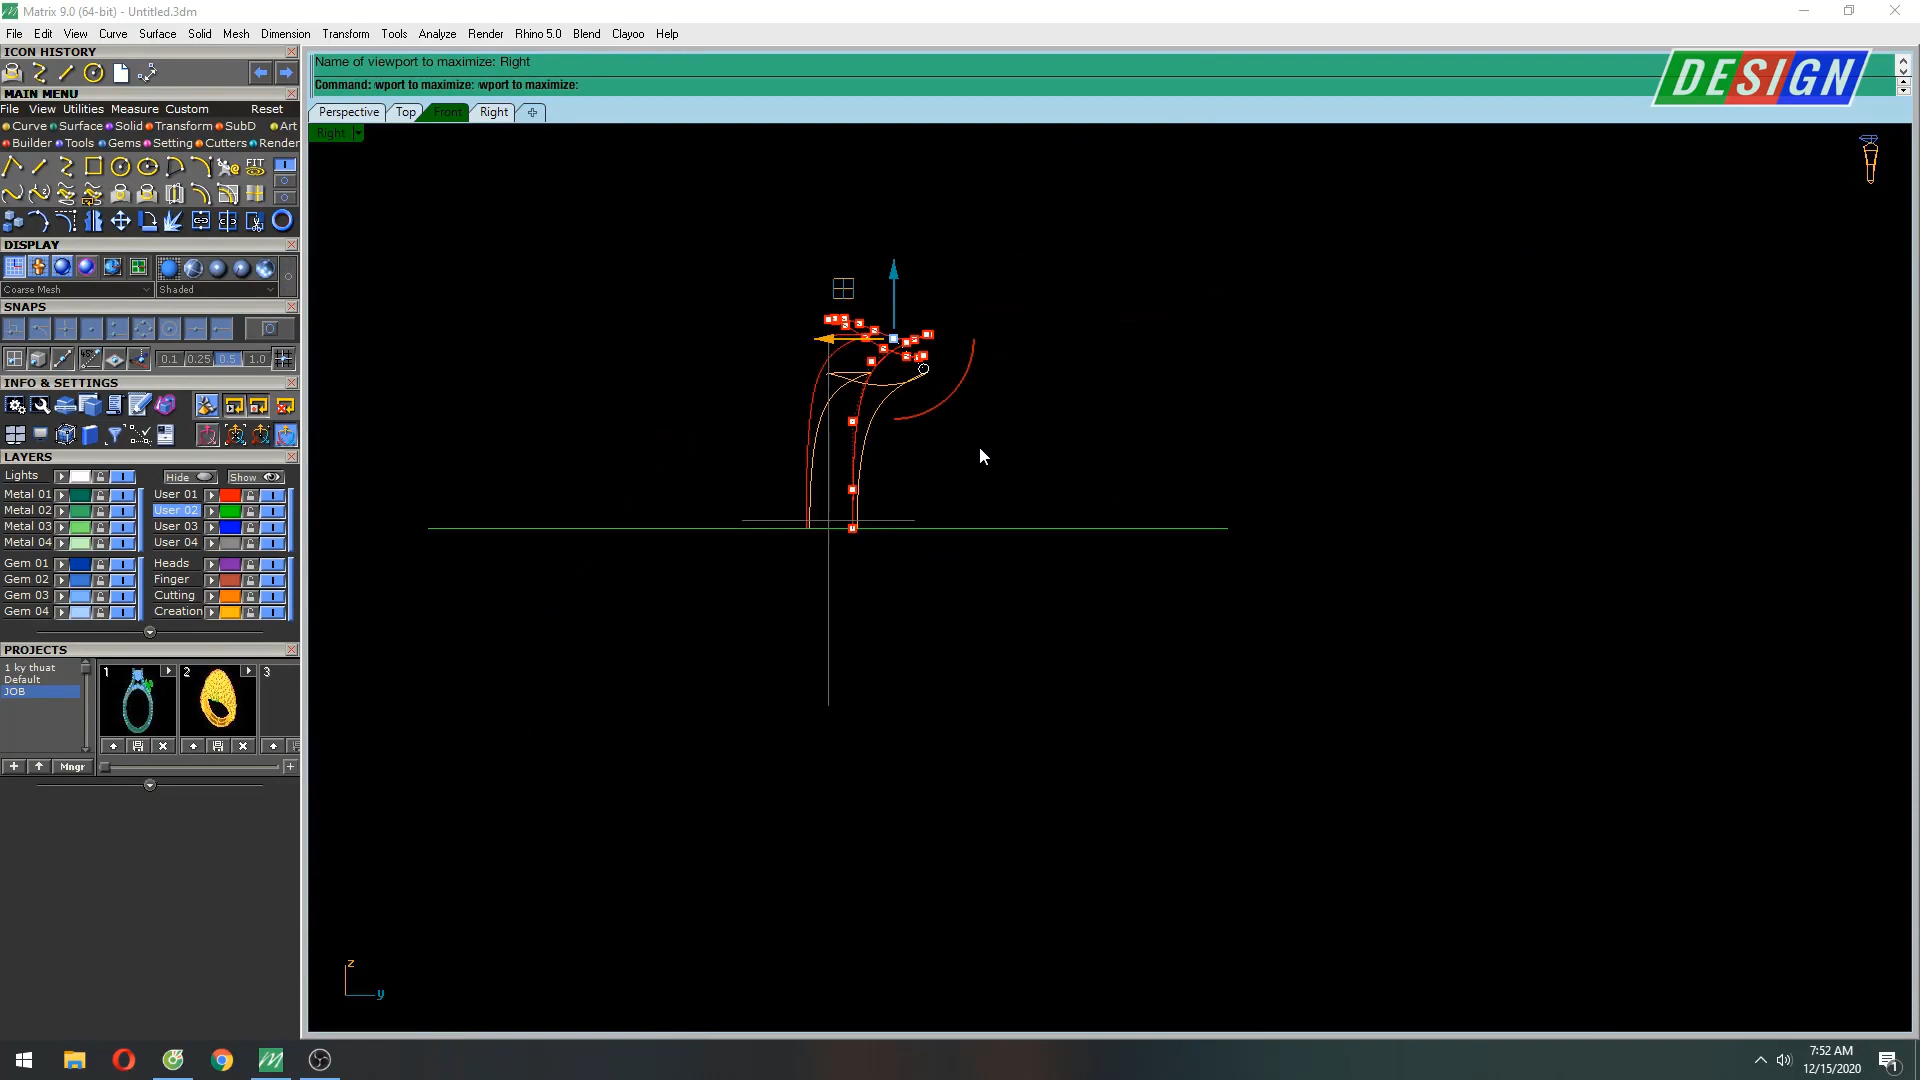 Matrix 9.0 (64-bit) - Untitled.3dm
File Edit View Curve Surface Solid Mesh Dimension Transform Tools Analyze Render Rhino 5.0 Blend Clayoo Help
ICON HISTORY
MAIN MENU
File View Utilities Measure Custom Reset
Curve Surface Solid Transform SubD Art
Builder Tools Gems Setting Cutters Render
FIT
DISPLAY
Coarse Mesh Shaded
SNAPS
0.1 0.25 0.5 1.0
INFO & SETTINGS
LAYERS
Lights Hide Show
Metal 01 User 01
Metal 02 User 02
Metal 03 User 03
Metal 04 User 04
Gem 01 Heads
Gem 02 Finger
Gem 03 Cutting
Gem 04 Creation
PROJECTS
1 ky thuat
Default
JOB
1 2 3
Mngr
Name of viewport to maximize: Right
Command: wport to maximize: wport to maximize:
DESIGN
Perspective Top Front Right
Right
z
y
7:52 AM
12/15/2020
1